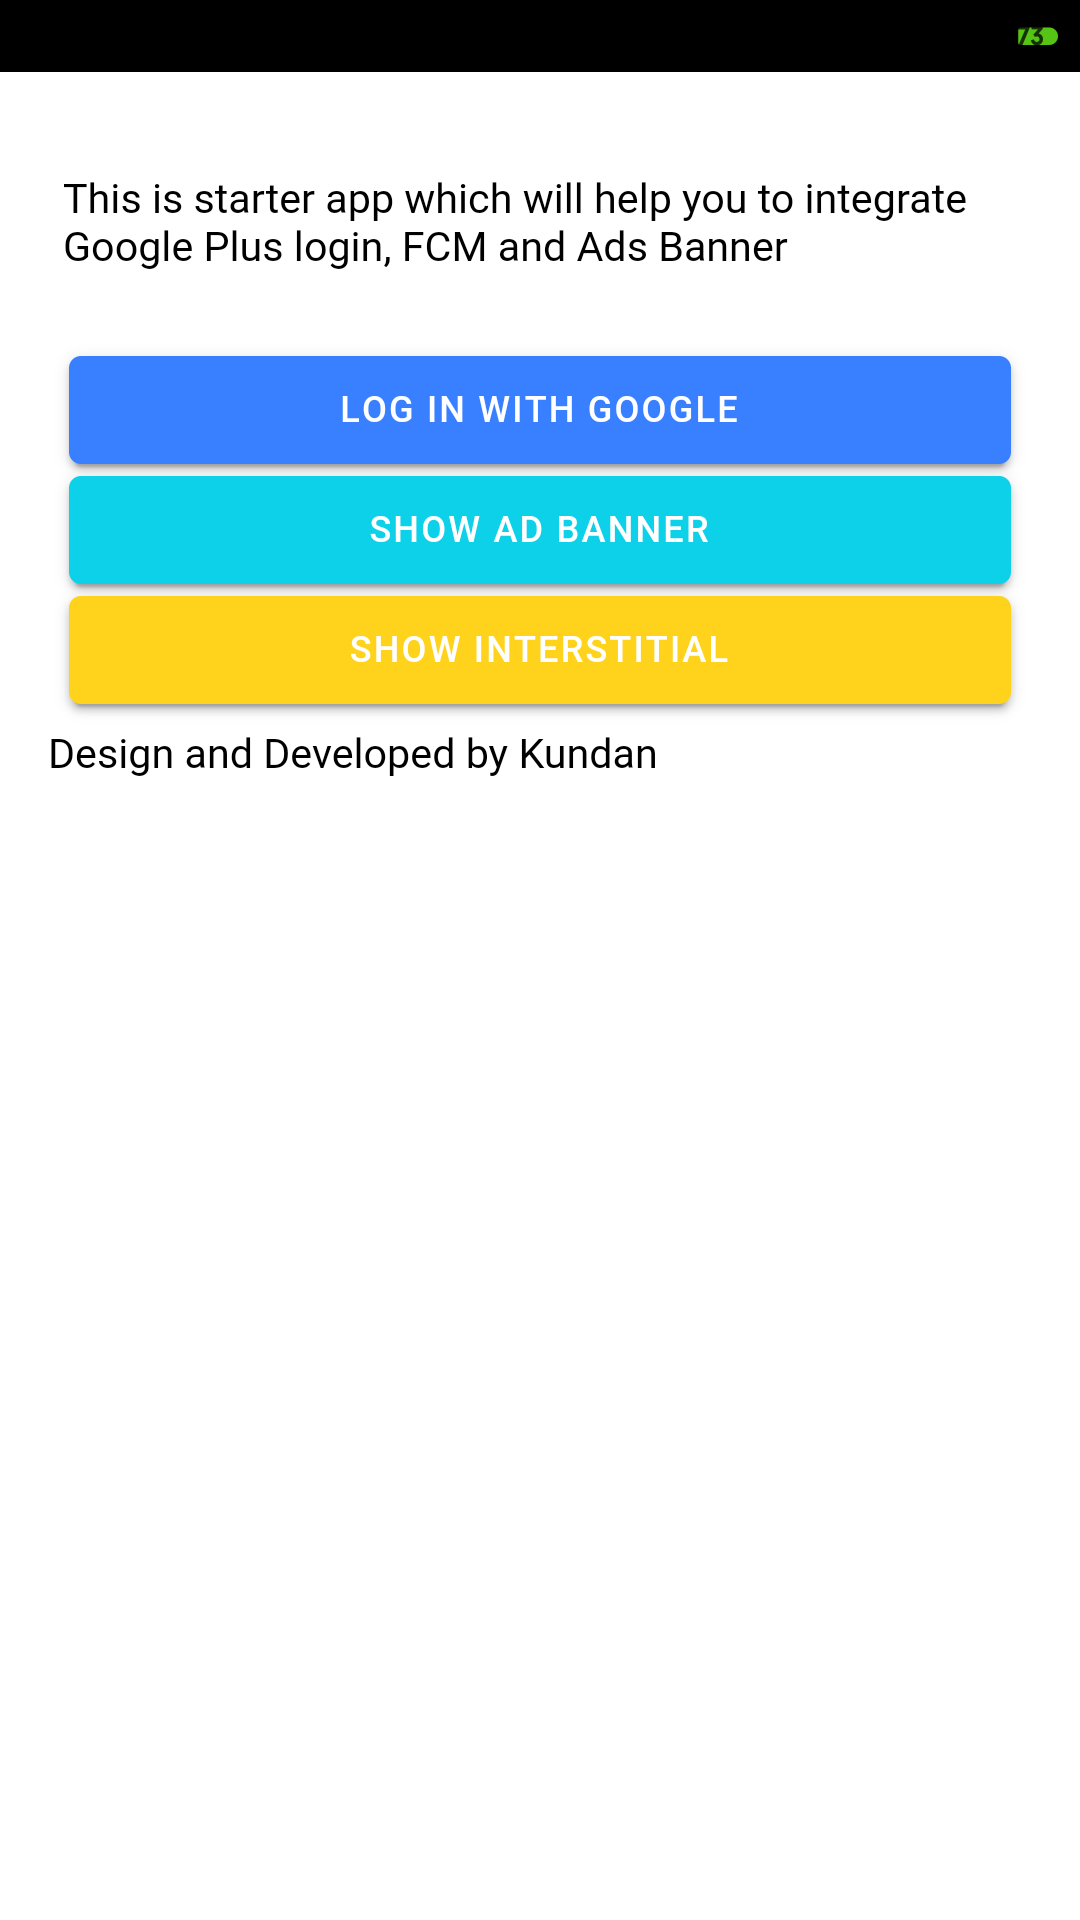 This is starter app which will help you to integrate
Google Plus login, FCM and Ads Banner
LOG IN WITH GOOGLE
SHOW AD BANNER
SHOW INTERSTITIAL
Design and Developed by Kundan